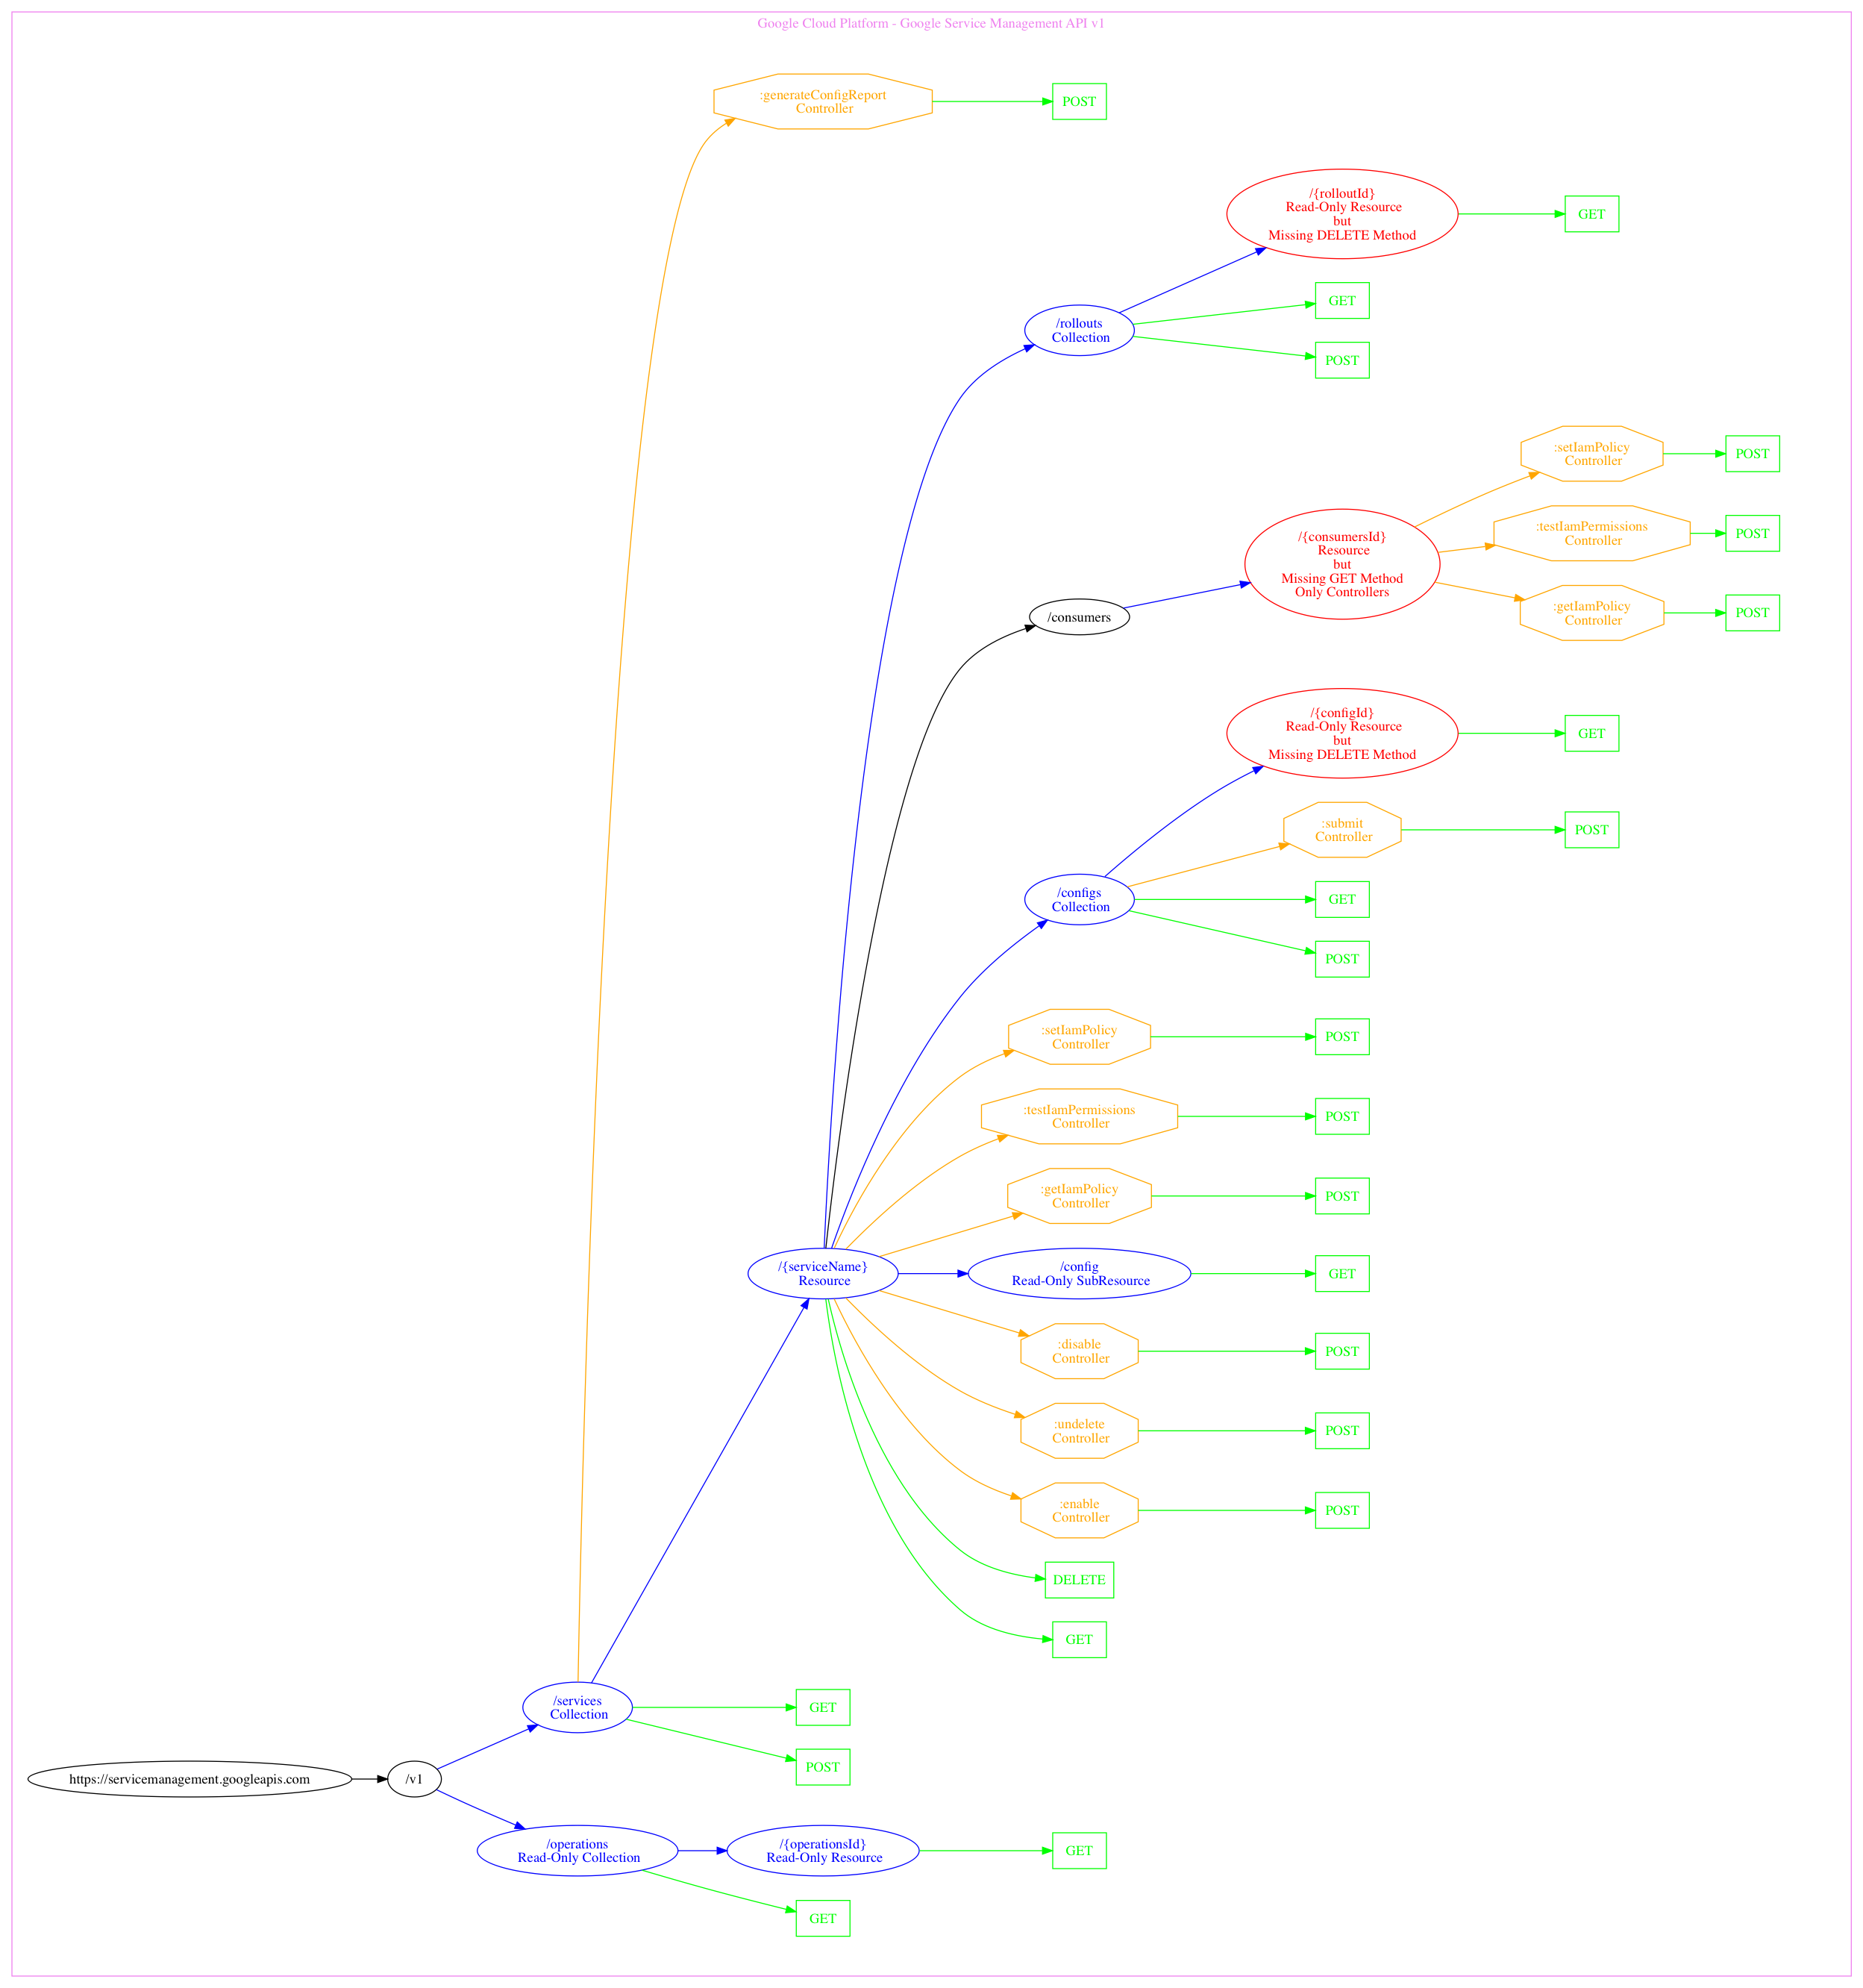 Google Cloud Platform - Google Service Management API v1
:generateConfigReport
Controller
POST
/{rolloutId}
Read-Only Resource
but
Missing DELETE Method
GET
/rollouts
Collection
GET
POST
:setIamPolicy
Controller
POST
/{consumersId}
Resource
but
Missing GET Method
Only Controllers
:testIamPermissions
Controller
POST
:getIamPolicy
Controller
POST
/consumers
/{configId}
Read-Only Resource
but
Missing DELETE Method
GET
:submit
Controller
POST
/configs
Collection
GET
POST
:setIamPolicy
Controller
POST
:testIamPermissions
Controller
POST
:getIamPolicy
Controller
POST
/{serviceName}
Resource
/config
Read-Only SubResource
GET
:disable
Controller
POST
:undelete
Controller
POST
:enable
Controller
POST
DELETE
GET
/services
Collection
GET
POST
https://servicemanagement.googleapis.com
/v1
/operations
Read-Only Collection
/{operationsId}
Read-Only Resource
GET
GET